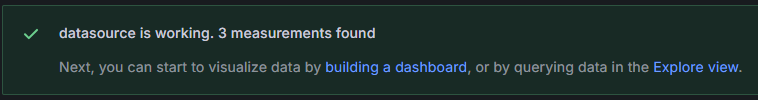 datasource is working. 3 measurements found
Next, you can start to visualize data by building a dashboard, or by querying data in the Explore view.